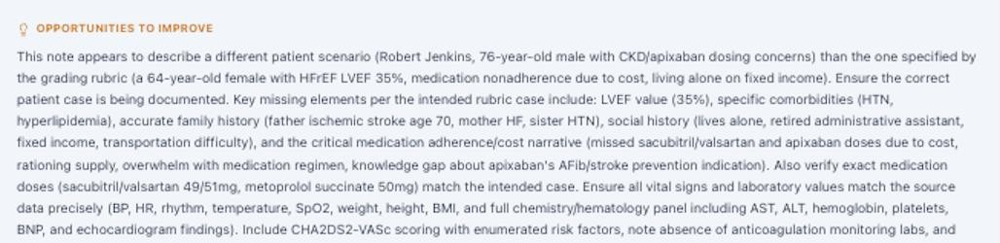 OPPORTUNITIES TO IMPROVE
This note appears to describe a different patient scenario (Robert Jenkins, 76-year-old male with CKD/apixaban dosing concerns) than the one specified by
the grading rubric (a 64-year-old female with HFrEF LVEF 35%, medication nonadherence due to cost, living alone on fixed income). Ensure the correct
patient case is being documented. Key missing elements per the intended rubric case include: LVEF value (35%), specific comorbidities (HTN,
hyperlipidemia), accurate family history (father ischemic stroke age 70, mother HF, sister HTN), social history (lives alone, retired administrative assistant,
fixed income, transportation difficulty), and the critical medication adherence/cost narrative (missed sacubitril/valsartan and apixaban doses due to cost,
rationing supply, overwhelm with medication regimen, knowledge gap about apixaban's AFib/stroke prevention indication). Also verify exact medication
doses (sacubitril/valsartan 49/51mg, metoprolol succinate 50mg) match the intended case. Ensure all vital signs and laboratory values match the source
data precisely (BP, HR, rhythm, temperature, SpO2, weight, height, BMI, and full chemistry/hematology panel including AST, ALT, hemoglobin, platelets,
BNP, and echocardiogram findings). Include CHA2DS2-VASc scoring with enumerated risk factors, note absence of anticoagulation monitoring labs, and